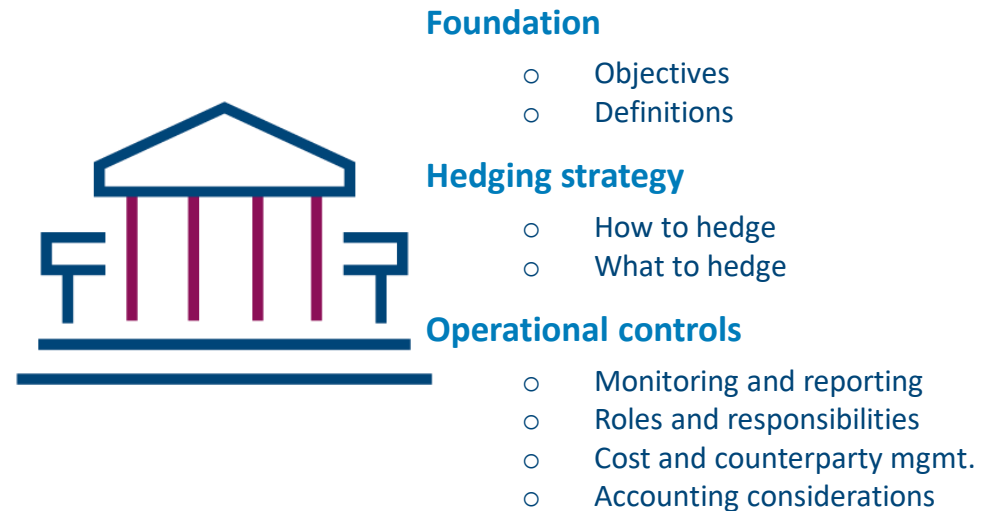 Foundation
o Objectives
o Definitions
Hedging strategy
o How to hedge
o What to hedge
Operational controls
o Monitoring and reporting
o Roles and responsibilities
o Cost and counterparty mgmt.
o Accounting considerations